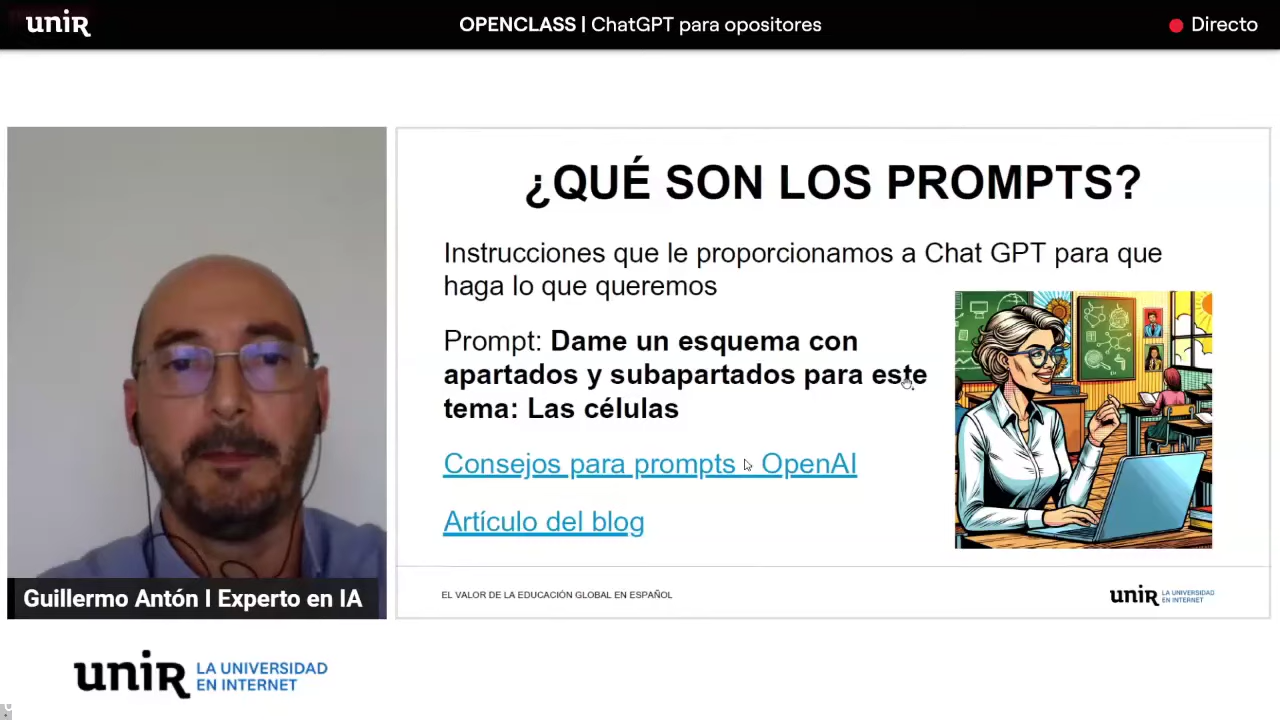 uniR
OPENCLASS | ChatGPT para opositores
Directo
¿QUÉ SON LOS PROMPTS?
Instrucciones que le proporcionamos a Chat GPT para que
haga lo que queremos
Prompt: Dame un esquema con
apartados y subapartados para este
tema: Las células
Consejos para prompts - OpenAI
Artículo del blog
EL VALOR DE LA EDUCACIÓN GLOBAL EN ESPAÑOL
uniR LA UNIVERSIDAD
EN INTERNET
Guillermo Antón I Experto en IA
uniR LA UNIVERSIDAD
EN INTERNET